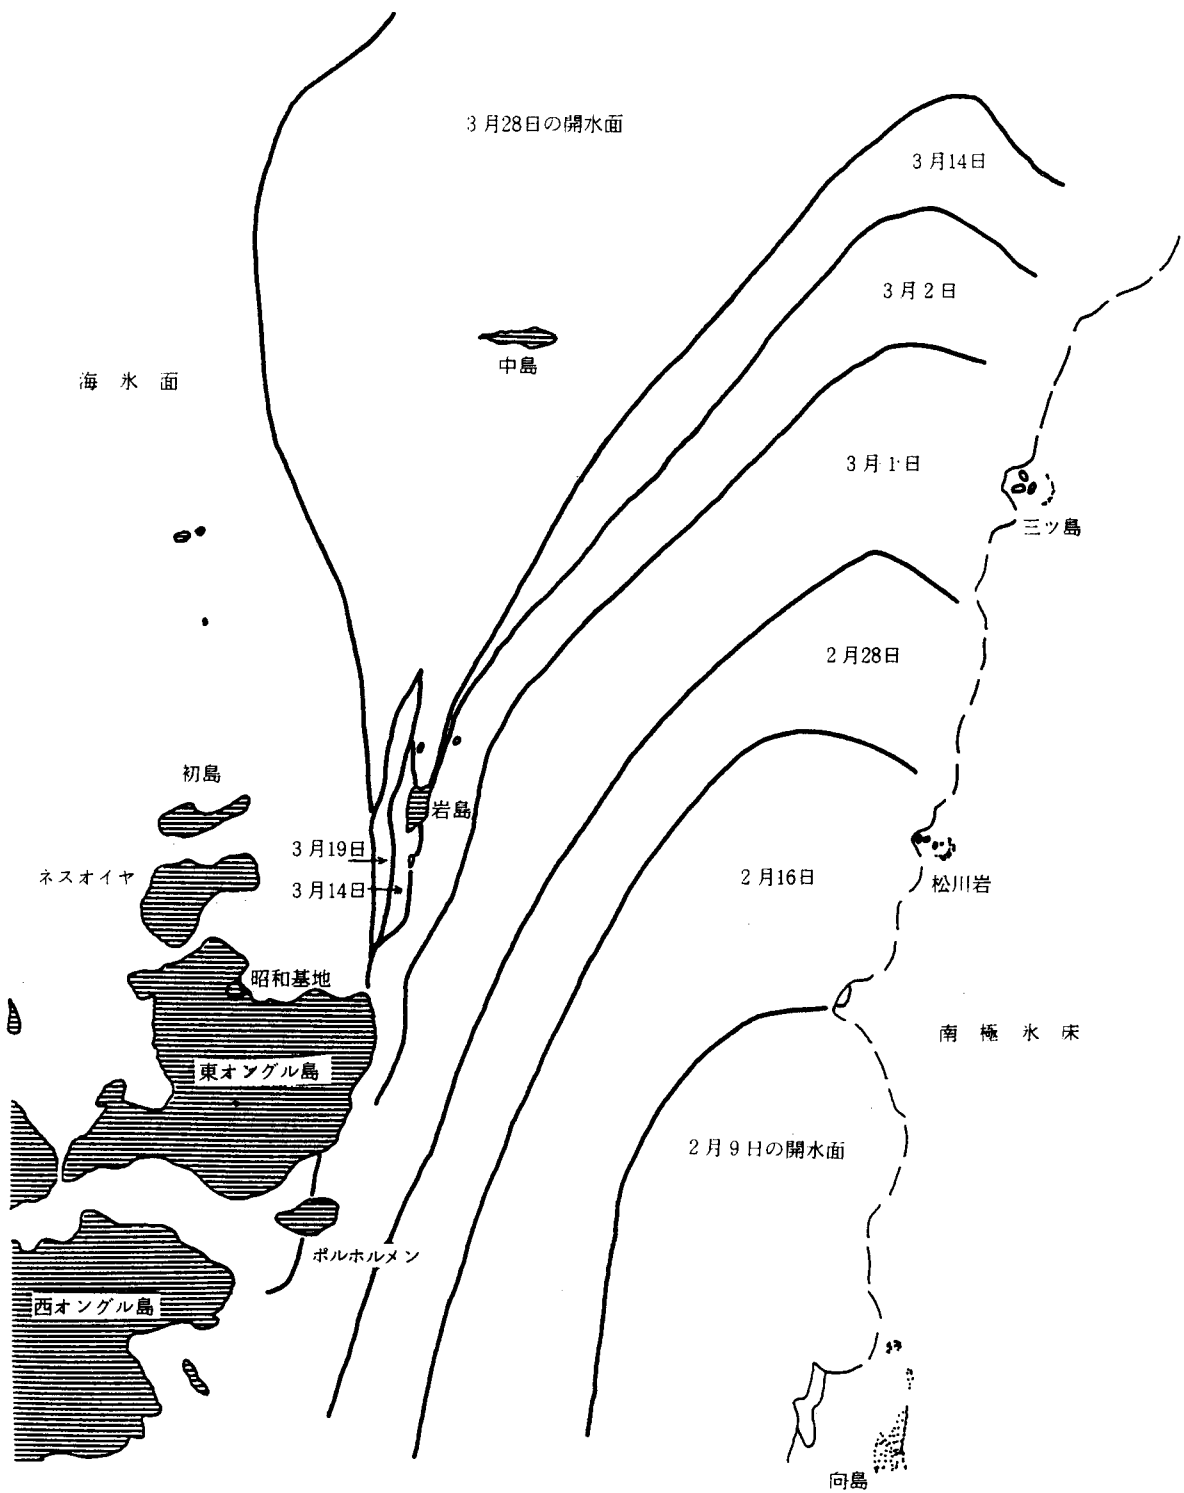 3月28日の開水面
3月14日
3月2日
中島
海氷面
3月1日
三ツ島
2月28日
初島
岩島
3月19日
ネスオイヤ
3月14日
2月16日
松川岩
昭和基地
南極氷床
東オングル島
2月9日の開水面
ポルホルメン
西オングル島
向島